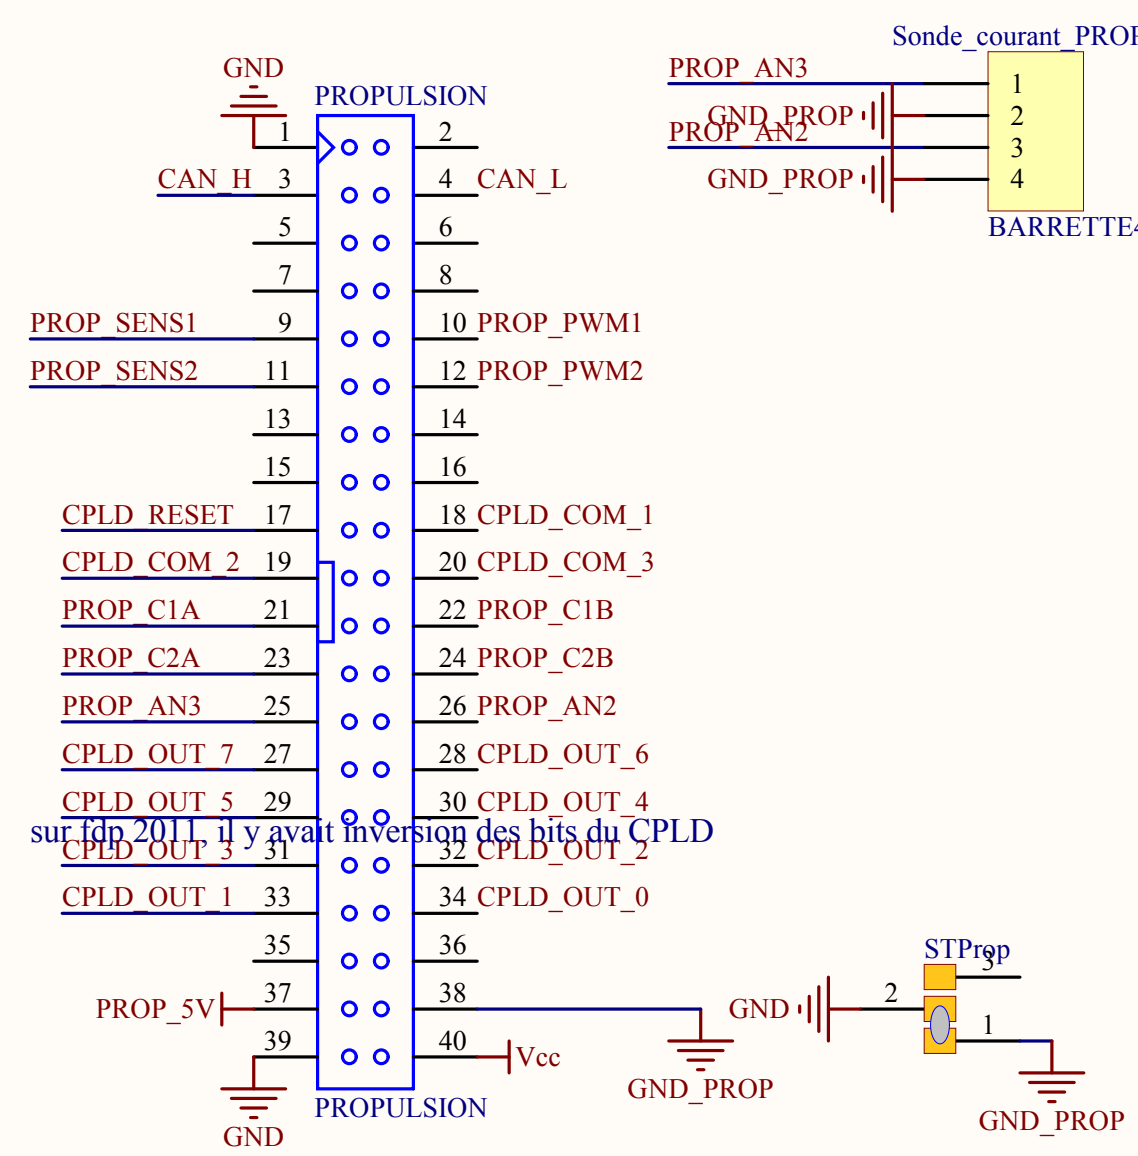 Sonde_courant_PROP
GND
PROPULSION
PROP_AN3 1
GND_PROP 2
PROP_AN2 3
GND_PROP 4
BARRETTE4
1 2
CAN_H 3 4 CAN_L
5 6
7 8
PROP_SENS1 9 10 PROP_PWM1
PROP_SENS2 11 12 PROP_PWM2
13 14
15 16
CPLD_RESET 17 18 CPLD_COM_1
CPLD_COM_2 19 20 CPLD_COM_3
PROP_C1A 21 22 PROP_C1B
PROP_C2A 23 24 PROP_C2B
PROP_AN3 25 26 PROP_AN2
CPLD_OUT_7 27 28 CPLD_OUT_6
CPLD_OUT_5 29 30 CPLD_OUT_4
sur fdp 2011, il y avait inversion des bits du CPLD
CPLD_OUT_3 31 32 CPLD_OUT_2
CPLD_OUT_1 33 34 CPLD_OUT_0
35 36
PROP_5V 37 38
39 40 Vcc
GND_PROP
PROPULSION
GND
STProp
3
GND 2
1
GND_PROP